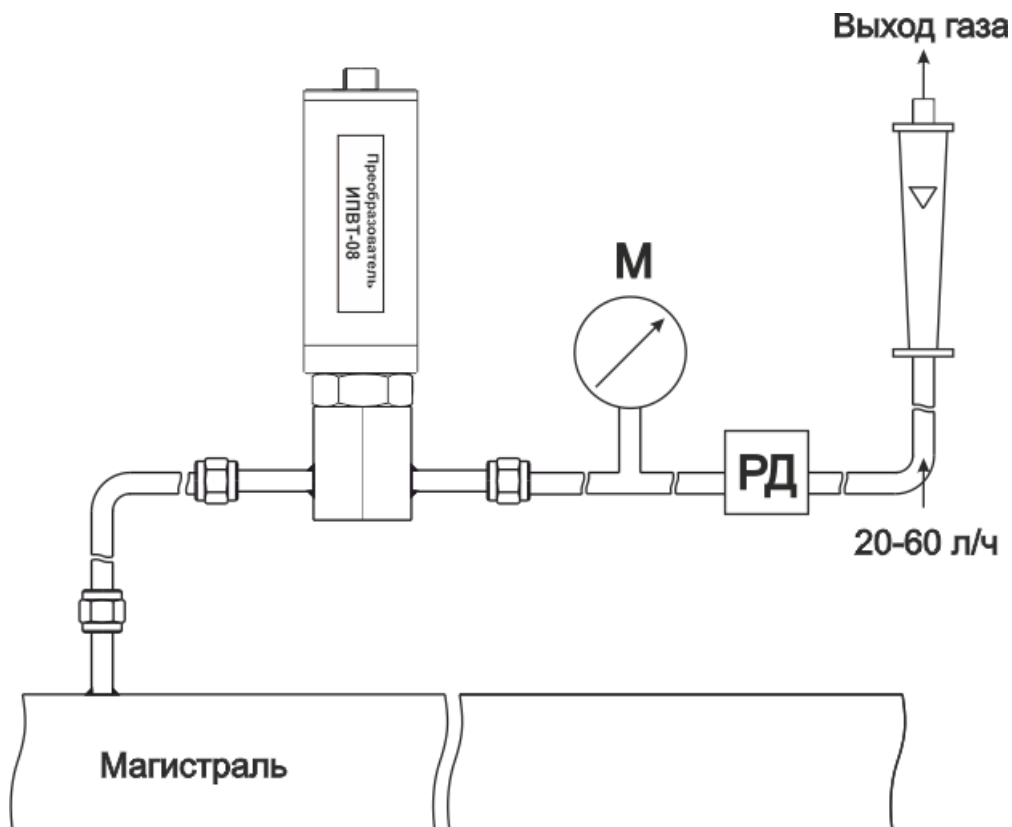 Выход газа
Преобразователь
ИПВТ-08
М
РД
20-60 л/ч
Магистраль